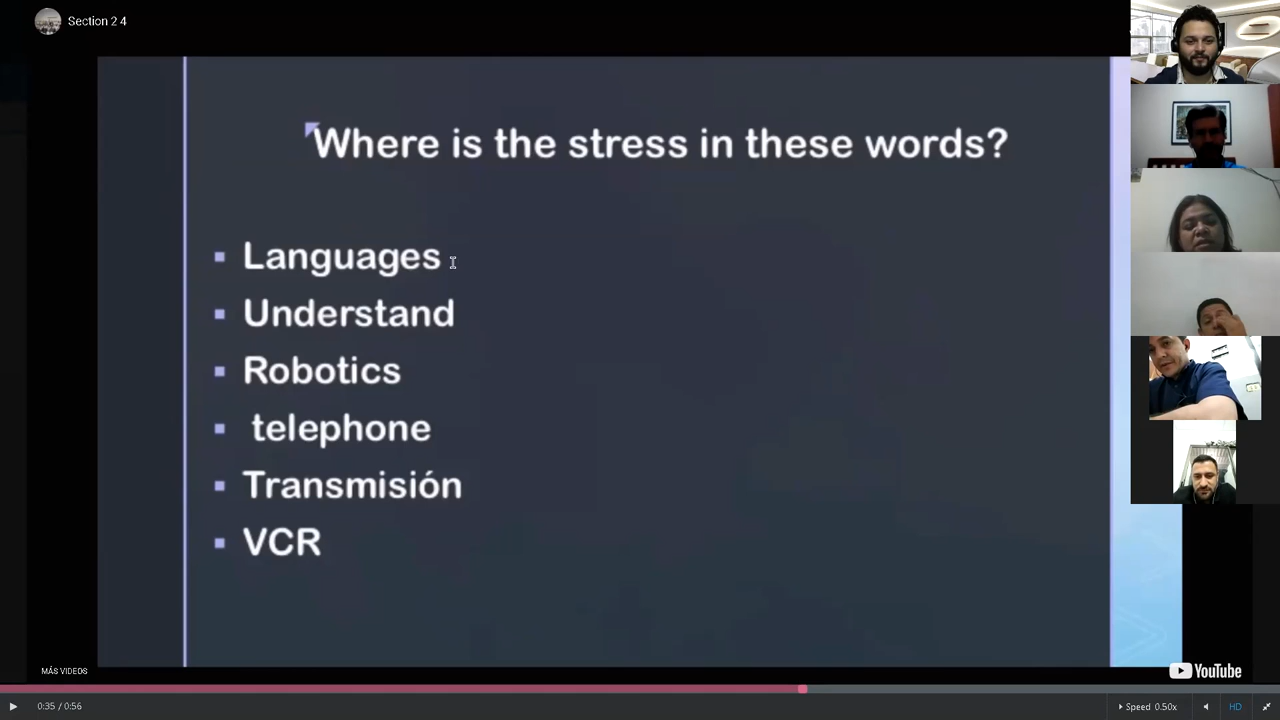 Section 2 4
Where is the stress in these words?
Languages
Understand
Robotics
telephone
Transmisión
VCR
MÁS VIDEOS
YouTube
0:35 / 0:56
Speed 0.50x
HD